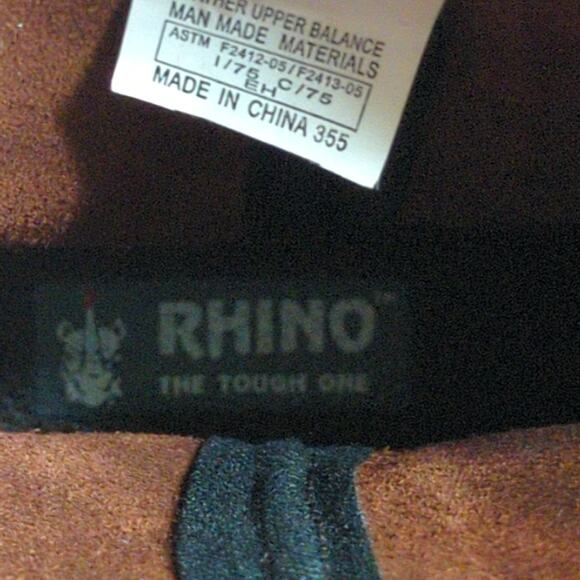 UPPER BALANCE
MAN MADE MATERIALS
ASTM F2412-05/F2413-05
I/75 C/75
EH
MADE IN CHINA 355
RHINO™
THE TOUGH ONE